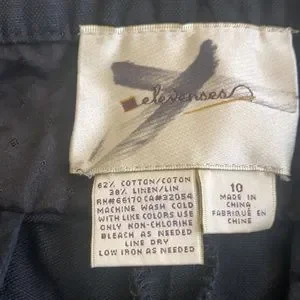 elevenses
62% COTTON/COTON
38% LINEN/LIN
RN#66170 CA#32054
MACHINE WASH COLD
WITH LIKE COLORS USE
ONLY NON-CHLORINE
BLEACH AS NEEDED
LINE DRY
LOW IRON AS NEEDED
10
MADE IN
CHINA
FABRIQUÉ EN
CHINE